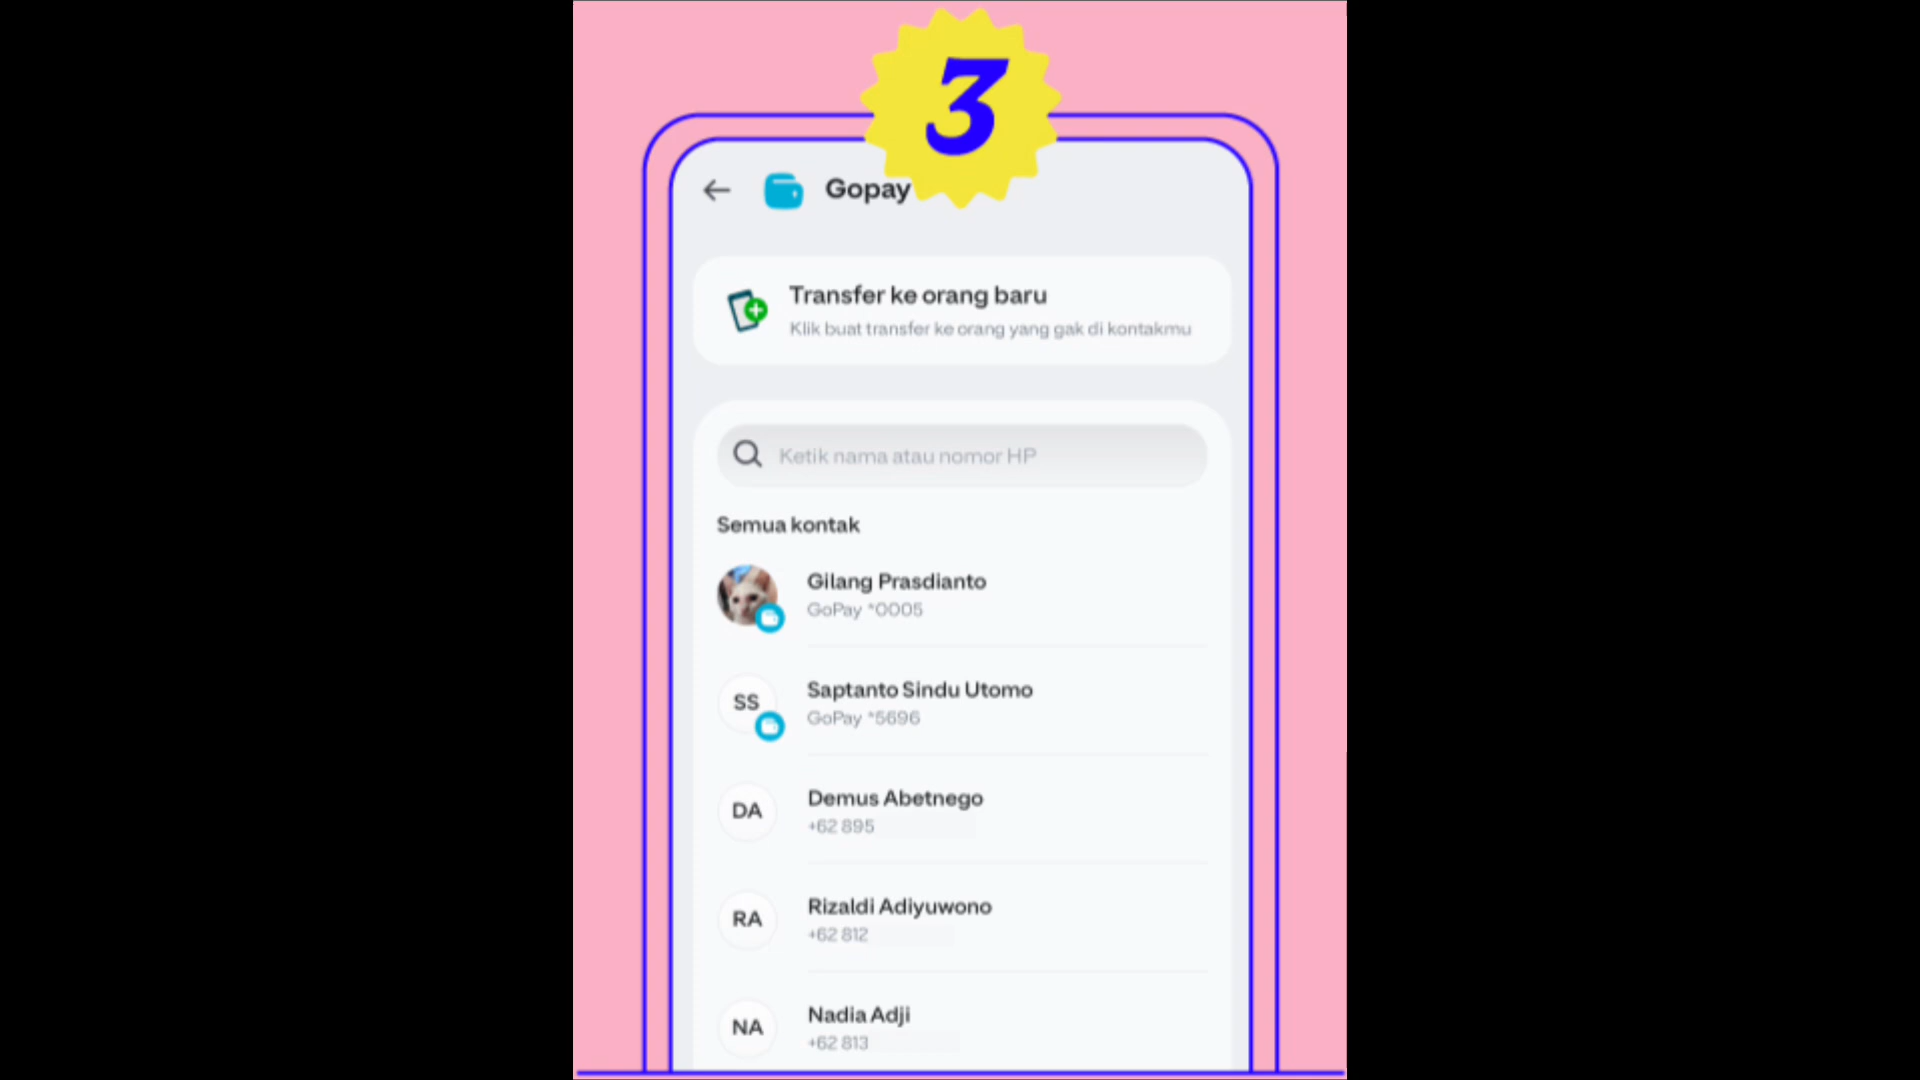 3
Gopay
Transfer ke orang baru
Klik buat transfer ke orang yang gak di kontakmu
Ketik nama atau nomor HP
Semua kontak
Gilang Prasdianto
GoPay *0005
SS
Saptanto Sindu Utomo
GoPay *5696
DA
Demus Abetnego
+62 895
RA
Rizaldi Adiyuwono
+62 812
NA
Nadia Adji
+62 813